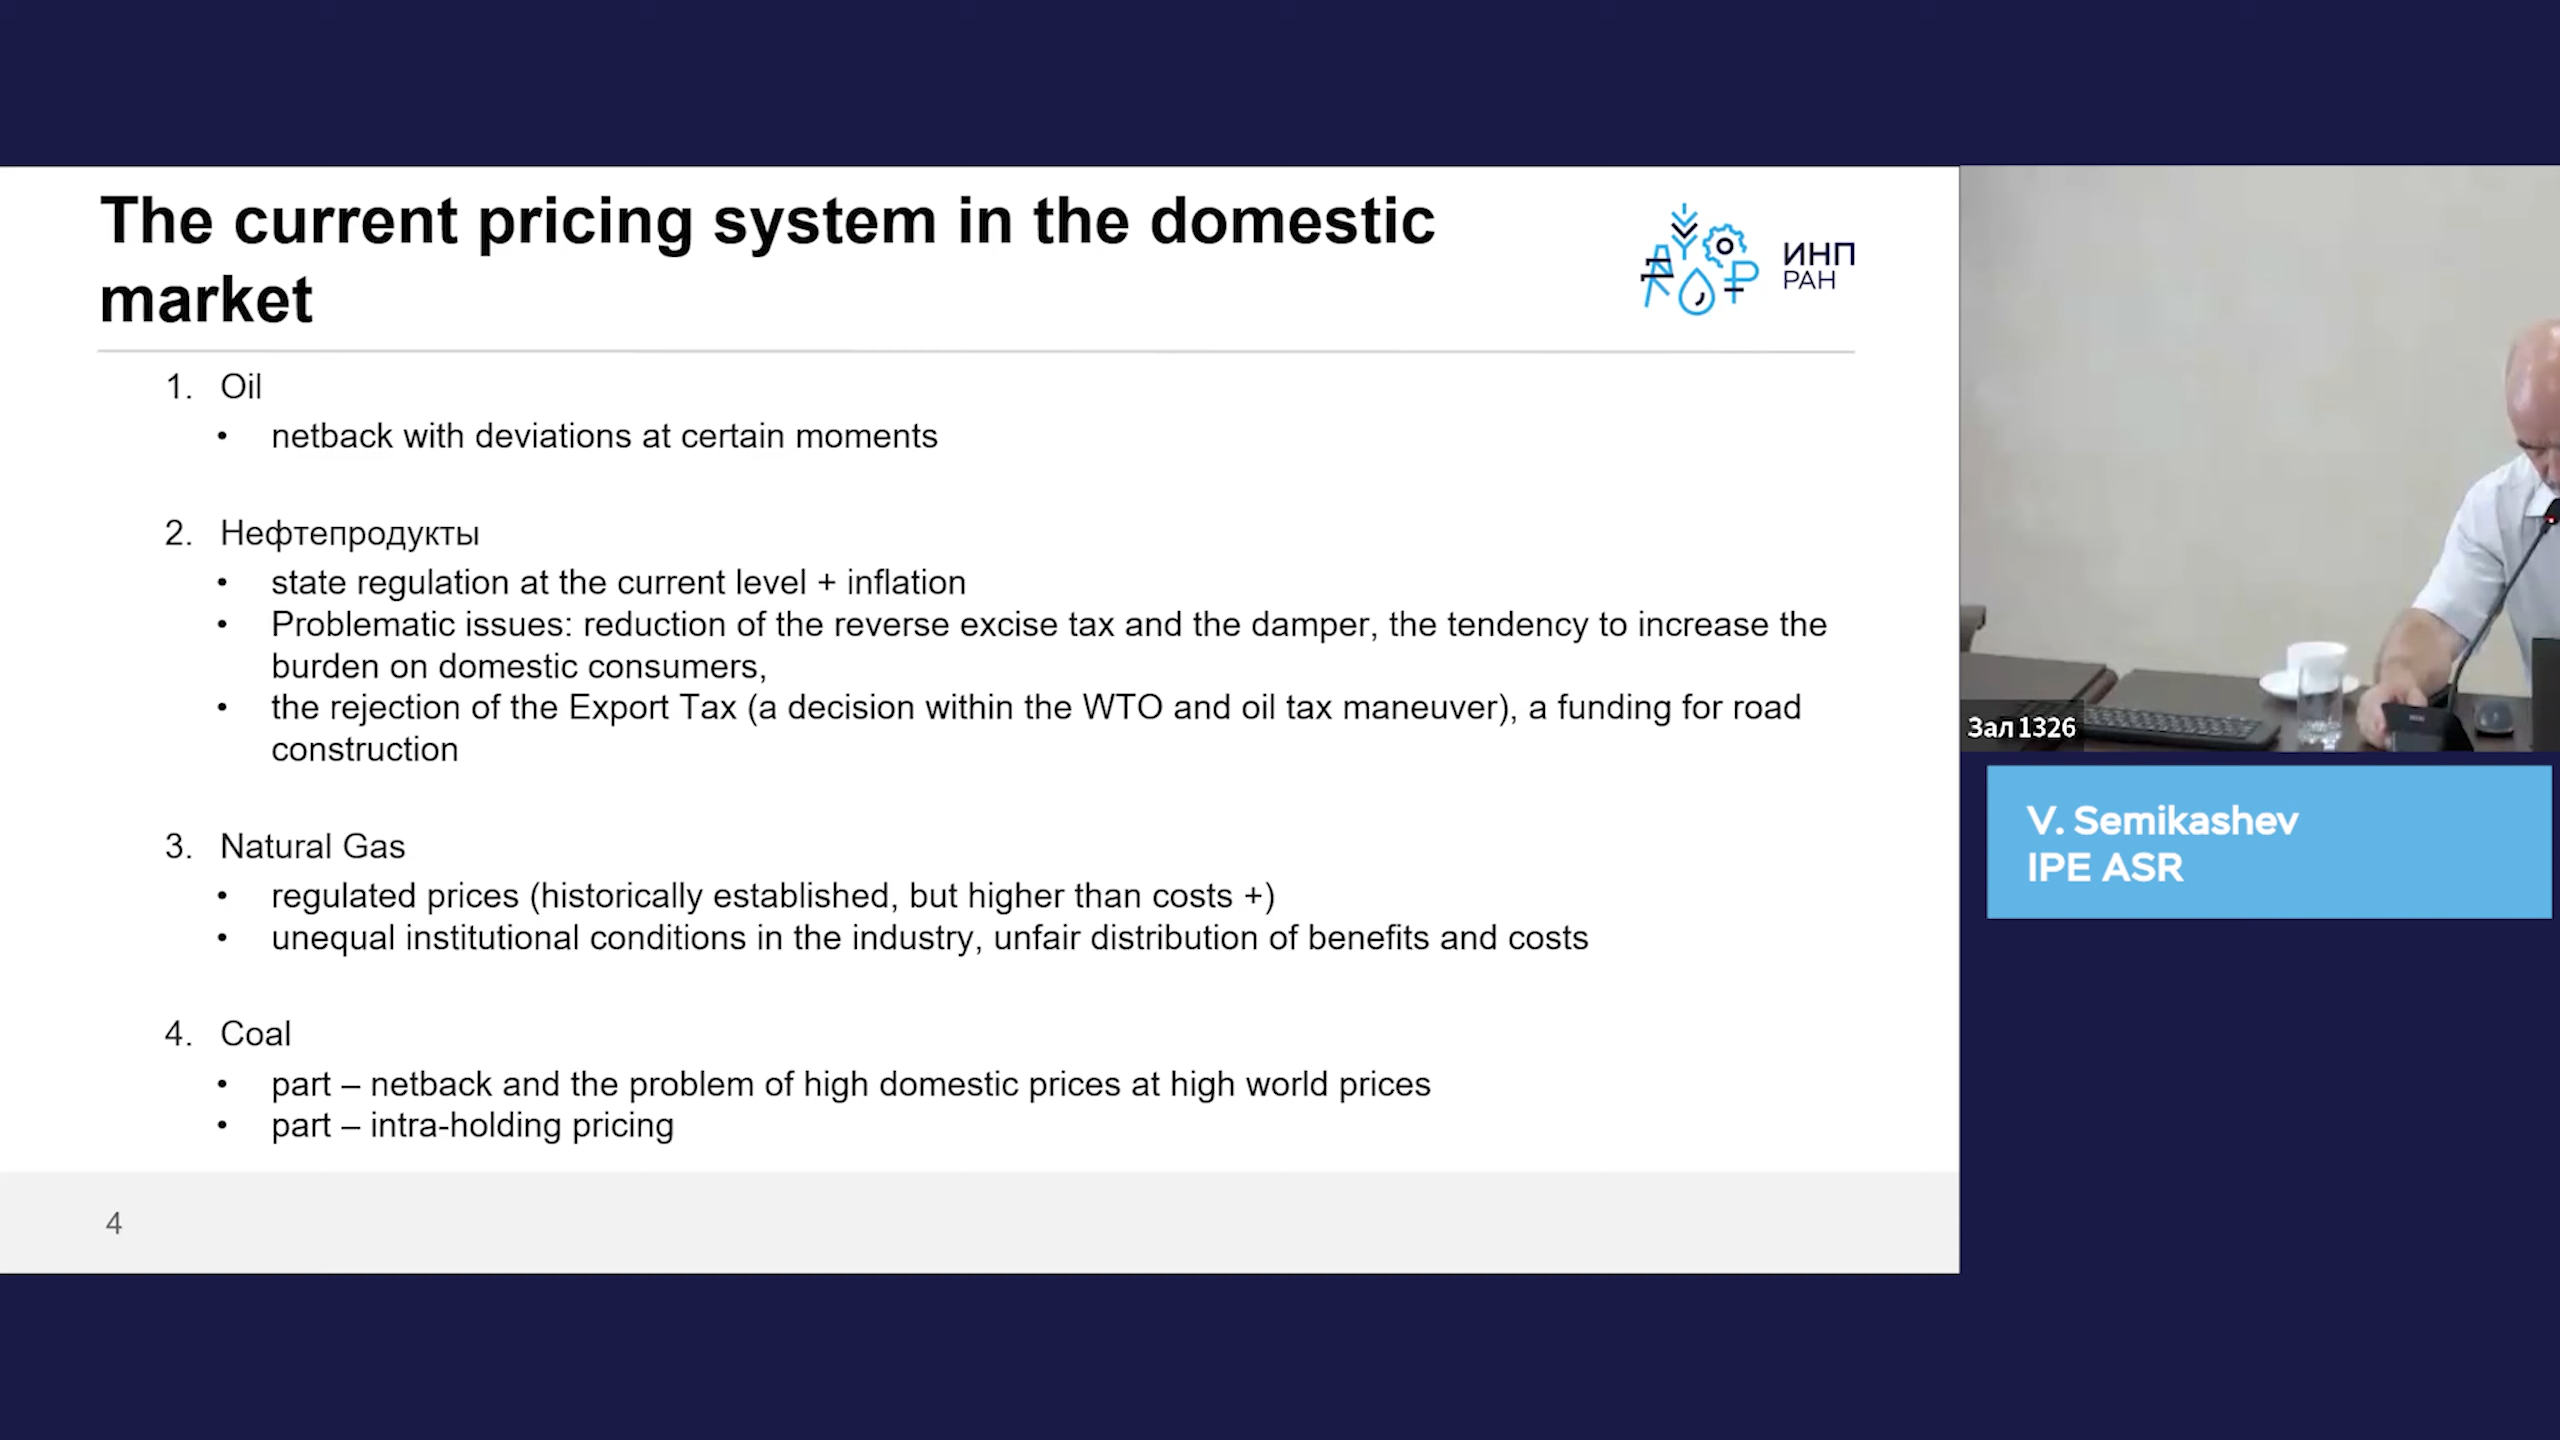 The current pricing system in the domestic
market
ИНП
РАН
1. Oil
• netback with deviations at certain moments
2. Нефтепродукты
• state regulation at the current level + inflation
• Problematic issues: reduction of the reverse excise tax and the damper, the tendency to increase the
burden on domestic consumers,
• the rejection of the Export Tax (a decision within the WTO and oil tax maneuver), a funding for road
construction
3. Natural Gas
• regulated prices (historically established, but higher than costs +)
• unequal institutional conditions in the industry, unfair distribution of benefits and costs
4. Coal
• part – netback and the problem of high domestic prices at high world prices
• part – intra-holding pricing
4
Зал 1326
V. Semikashev
IPE ASR